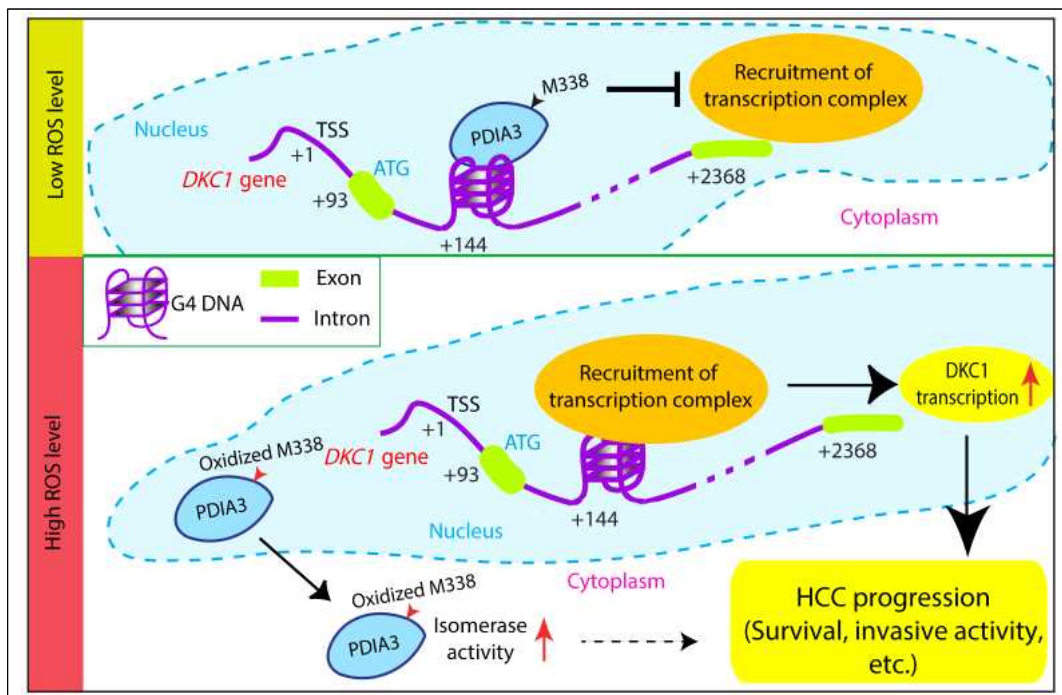 Low ROS level
Nucleus
TSS
+1
DKC1 gene
ATG
+93
M338
PDIA3
+144
Recruitment of
transcription complex
+2368
Cytoplasm
G4 DNA
Exon
Intron
High ROS level
Recruitment of
transcription complex
DKC1
transcription
TSS
+1
DKC1 gene
ATG
+93
+144
+2368
Oxidized M338
PDIA3
Nucleus
Cytoplasm
Oxidized M338
PDIA3
Isomerase
activity
HCC progression
(Survival, invasive activity,
etc.)